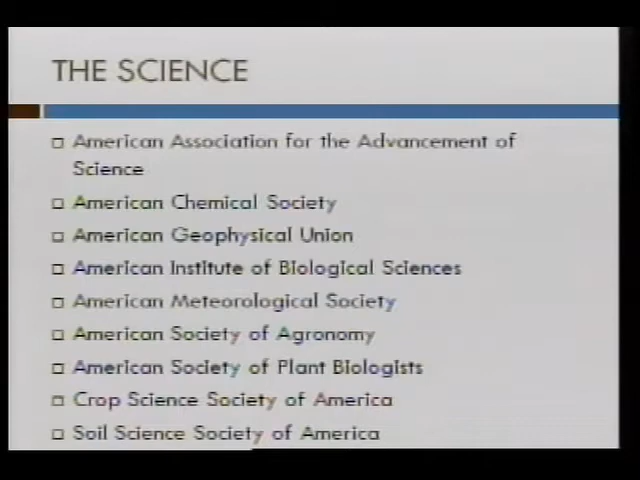 THE SCIENCE
American Association for the Advancement of
Science
American Chemical Society
American Geophysical Union
American Institute of Biological Sciences
American Meteorological Society
American Society of Agronomy
American Society of Plant Biologists
Crop Science Society of America
Soil Science Society of America